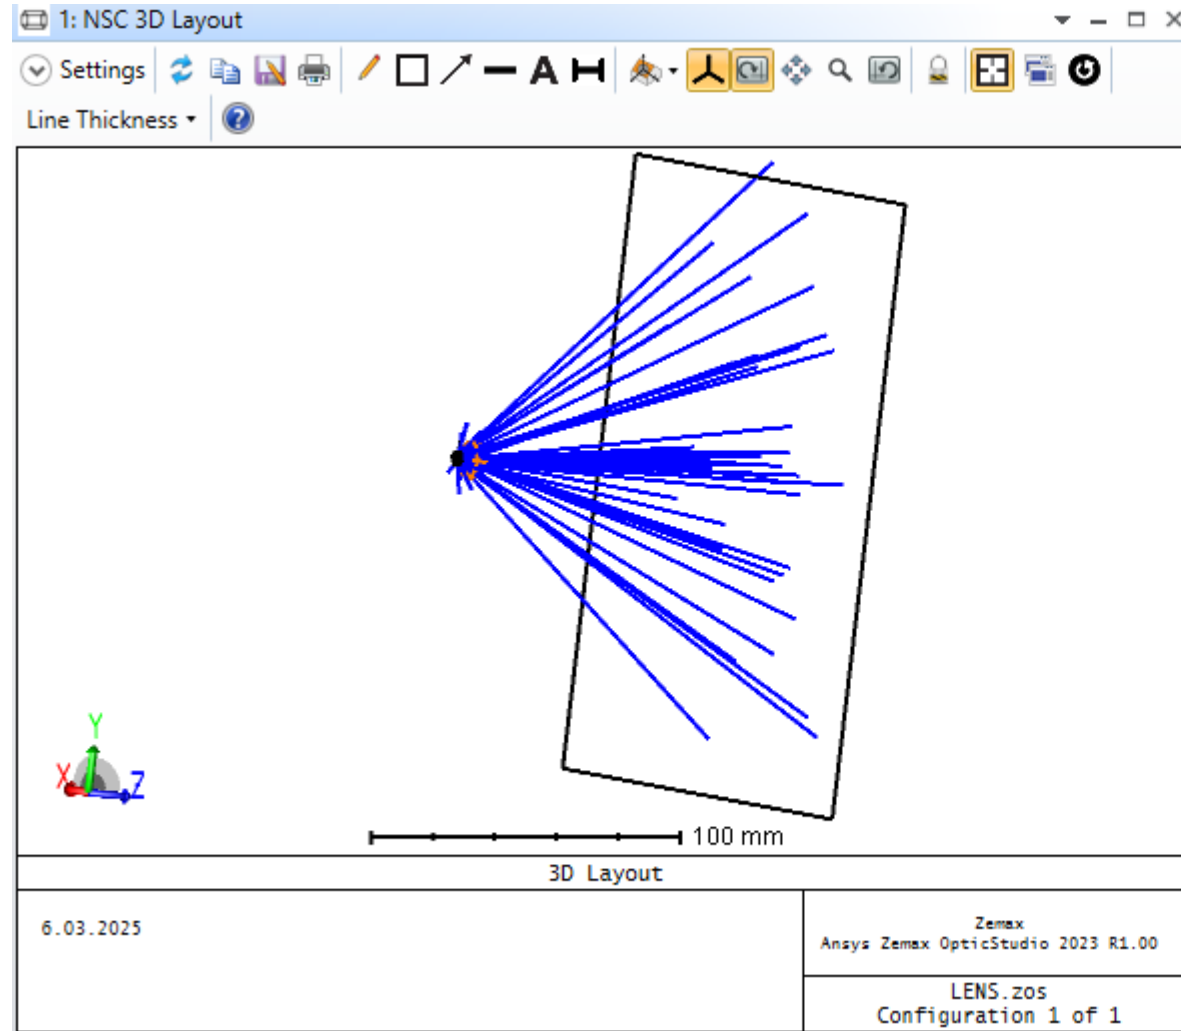 1: NSC 3D Layout
Settings
A
Line Thickness
Y
X
Z
100 mm
3D Layout
6.03.2025
Zemax
Ansys Zemax OpticStudio 2023 R1.00
LENS.zos
Configuration 1 of 1